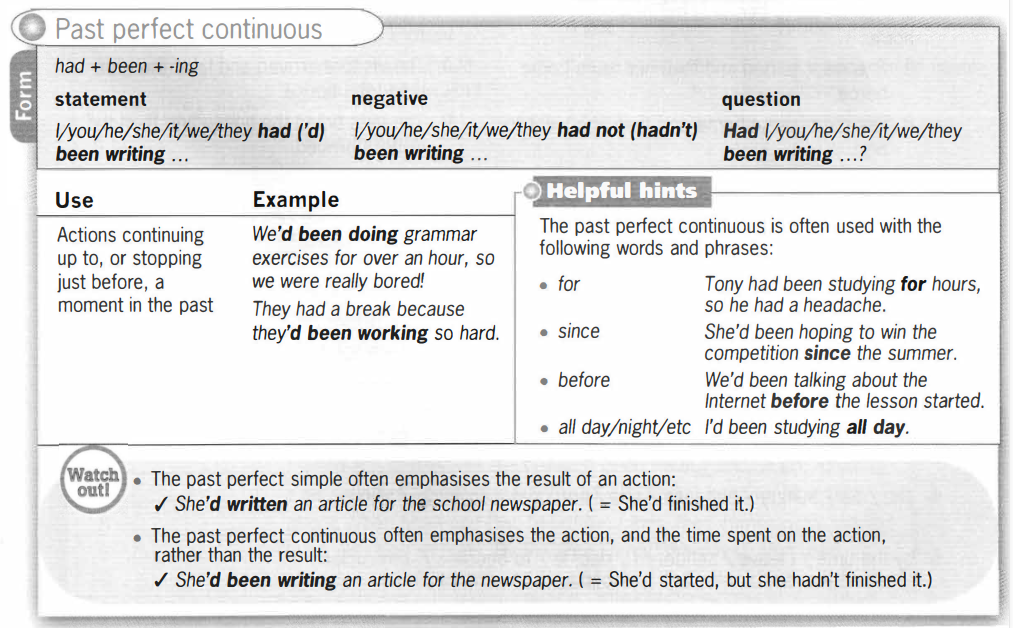 Past perfect continuous
Form
had + been + -ing
statement
I/you/he/she/it/we/they had ('d)
been writing ...
negative
I/you/he/she/it/we/they had not (hadn't)
been writing ...
question
Had I/you/he/she/it/we/they
been writing ...?
Use
Actions continuing
up to, or stopping
just before, a
moment in the past
Example
We'd been doing grammar
exercises for over an hour, so
we were really bored!
They had a break because
they'd been working so hard.
Helpful hints
The past perfect continuous is often used with the
following words and phrases:
• for Tony had been studying for hours,
so he had a headache.
• since She'd been hoping to win the
competition since the summer.
• before We'd been talking about the
Internet before the lesson started.
• all day/night/etc I'd been studying all day.
Watch
out!
• The past perfect simple often emphasises the result of an action:
✓ She'd written an article for the school newspaper. ( = She'd finished it.)
• The past perfect continuous often emphasises the action, and the time spent on the action,
rather than the result:
✓ She'd been writing an article for the newspaper. ( = She'd started, but she hadn't finished it.)